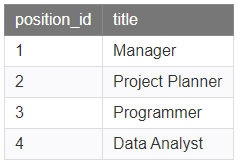 position_id title
1 Manager
2 Project Planner
3 Programmer
4 Data Analyst